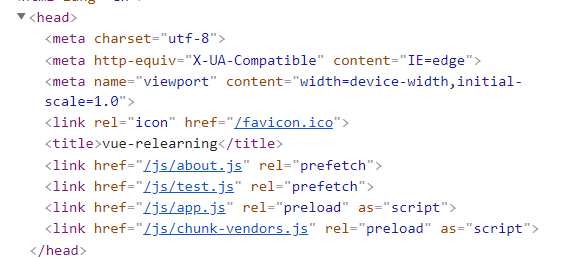 <head>
<meta charset="utf-8">
<meta http-equiv="X-UA-Compatible" content="IE=edge">
<meta name="viewport" content="width=device-width,initial-
scale=1.0">
<link rel="icon" href="/favicon.ico">
<title>vue-relearning</title>
<link href="/js/about.js" rel="prefetch">
<link href="/js/test.js" rel="prefetch">
<link href="/js/app.js" rel="preload" as="script">
<link href="/js/chunk-vendors.js" rel="preload" as="script">
</head>